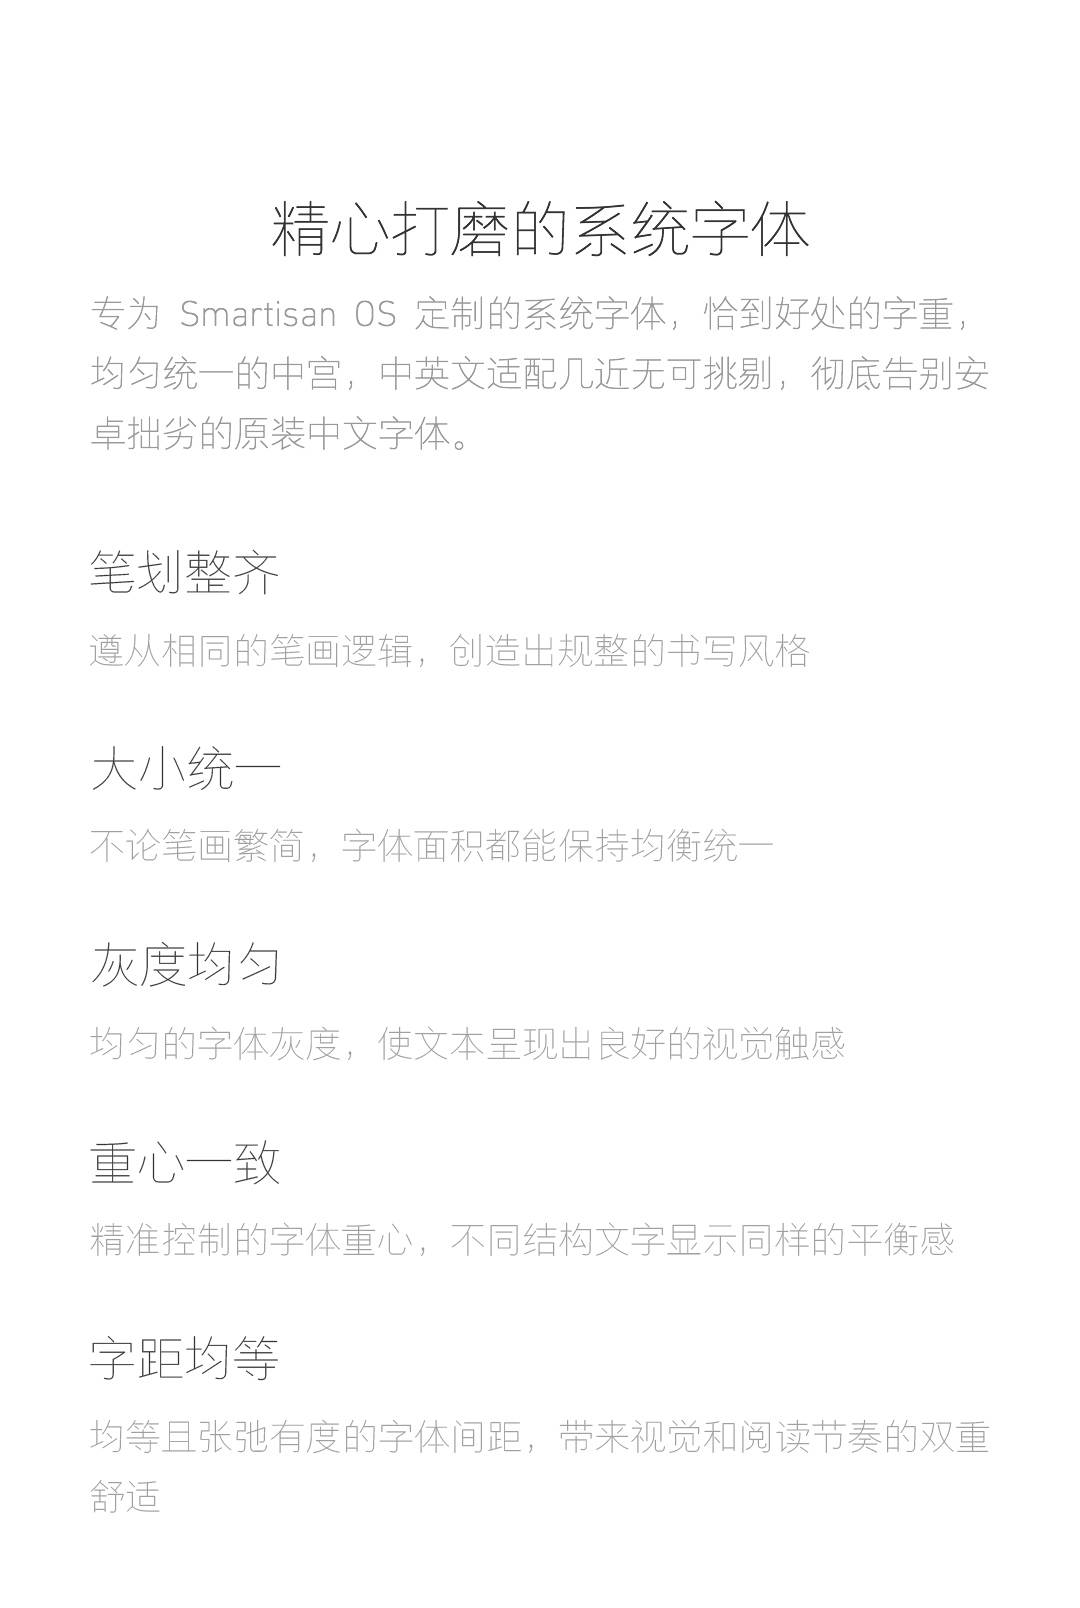 精心打磨的系统字体
专为 Smartisan OS 定制的系统字体，恰到好处的字重，
均匀统一的中宫，中英文适配几近无可挑剔，彻底告别安
卓拙劣的原装中文字体。
笔划整齐
遵从相同的笔画逻辑，创造出规整的书写风格
大小统一
不论笔画繁简，字体面积都能保持均衡统一
灰度均匀
均匀的字体灰度，使文本呈现出良好的视觉触感
重心一致
精准控制的字体重心，不同结构文字显示同样的平衡感
字距均等
均等且张弛有度的字体间距，带来视觉和阅读节奏的双重
舒适